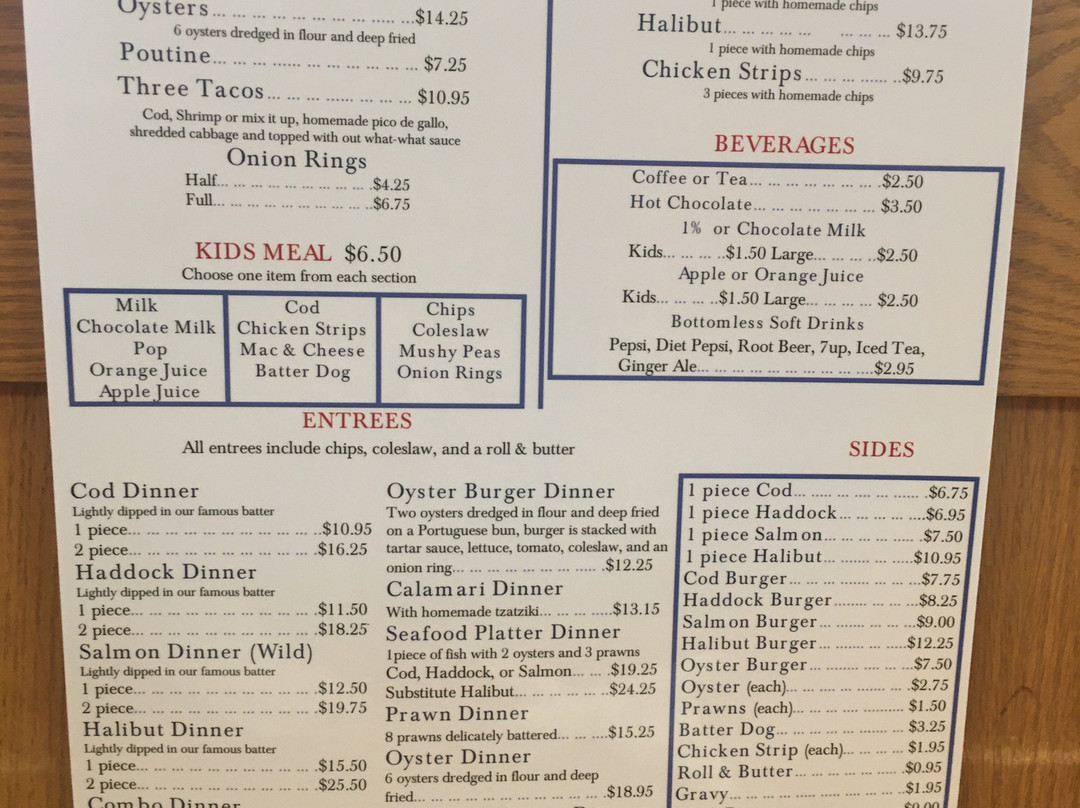 Oysters... ... ... ... ... ... ... ..... ...$14.25
6 oysters dredged in flour and deep fried
Poutine... ... ... ...... ... ... ... ... ... $7.25
Three Tacos... ... ... ...... ... ... ... $10.95
Cod, Shrimp or mix it up, homemade pico de gallo,
shredded cabbage and topped with out what-what sauce
Onion Rings
Half... ... ... ... ... ... ... ... ... .$4.25
Full... ... ... ... ... ... ... ... ... ..$6.75
1 piece with homemade chips
Halibut... ... ... ... ... ... ... ... $13.75
1 piece with homemade chips
Chicken Strips... ... ... ...... ..$9.75
3 pieces with homemade chips
BEVERAGES
Coffee or Tea... ... ... ... ... ... ... .$2.50
Hot Chocolate... ... ... ... ... ... ... $3.50
1% or Chocolate Milk
Kids... ... ... ..$1.50 Large... ... ... ..$2.50
Apple or Orange Juice
Kids... ... ... ..$1.50 Large... ... ... $2.50
Bottomless Soft Drinks
Pepsi, Diet Pepsi, Root Beer, 7up, Iced Tea,
Ginger Ale... ... ... ... ... ... ... ... ... ....$2.95
KIDS MEAL $6.50
Choose one item from each section
Milk
Chocolate Milk
Pop
Orange Juice
Apple Juice
Cod
Chicken Strips
Mac & Cheese
Batter Dog
Chips
Coleslaw
Mushy Peas
Onion Rings
ENTREES
All entrees include chips, coleslaw, and a roll & butter
Cod Dinner
Lightly dipped in our famous batter
1 piece... ... ... ... ... ... ... ... ..$10.95
2 piece... ... ... ... ... ... ... ... .$16.25
Haddock Dinner
Lightly dipped in our famous batter
1 piece... ... ... ... ... ... ... ... .$11.50
2 piece... ... ... ... ... ... ... ... .$18.25
Salmon Dinner (Wild)
Lightly dipped in our famous batter
1 piece... ... ... ... ... ... ... ... .$12.50
2 piece... ... ... ... ... ... ... ... .$19.75
Halibut Dinner
Lightly dipped in our famous batter
1 piece... ... ... ... ... ... ... ... .$15.50
2 piece... ... ... ... ... ... ... ... .$25.50
Combo Dinner
Oyster Burger Dinner
Two oysters dredged in flour and deep fried
on a Portuguese bun, burger is stacked with
tartar sauce, lettuce, tomato, coleslaw, and an
onion ring... ... ... ... ... ... ... .$12.25
Calamari Dinner
With homemade tzatziki... ... ... .....$13.15
Seafood Platter Dinner
1piece of fish with 2 oysters and 3 prawns
Cod, Haddock, or Salmon... ... .$19.25
Substitute Halibut... ... ... ... ..$24.25
Prawn Dinner
8 prawns delicately battered... ... ....$15.25
Oyster Dinner
6 oysters dredged in flour and deep
fried... ... ... ... ... ... ... ... ... .$18.95
SIDES
1 piece Cod... ...... .... .... ... ...... .$6.75
1 piece Haddock... ... ... ... ....$6.95
1 piece Salmon... ... ... ... ..... .$7.50
1 piece Halibut... ... ... ...... .....$10.95
Cod Burger... ... ... ... ... ... ... ...$7.75
Haddock Burger........ ... ... ...$8.25
Salmon Burger... ... ... ... ... ...$9.00
Halibut Burger... ... ... ... .....$12.25
Oyster Burger... ... ... ... ... ... .$7.50
Oyster (each)... ... .... ....... ... .$2.75
Prawns (each)... ... ... ... ... ... $1.50
Batter Dog... ... ... ... ....... ... $3.25
Chicken Strip (each)... ... ... $1.95
Roll & Butter... ... ... ... ... ..... .$0.95
Gravy... ... ... ..... ... ...... .... ...$1.95